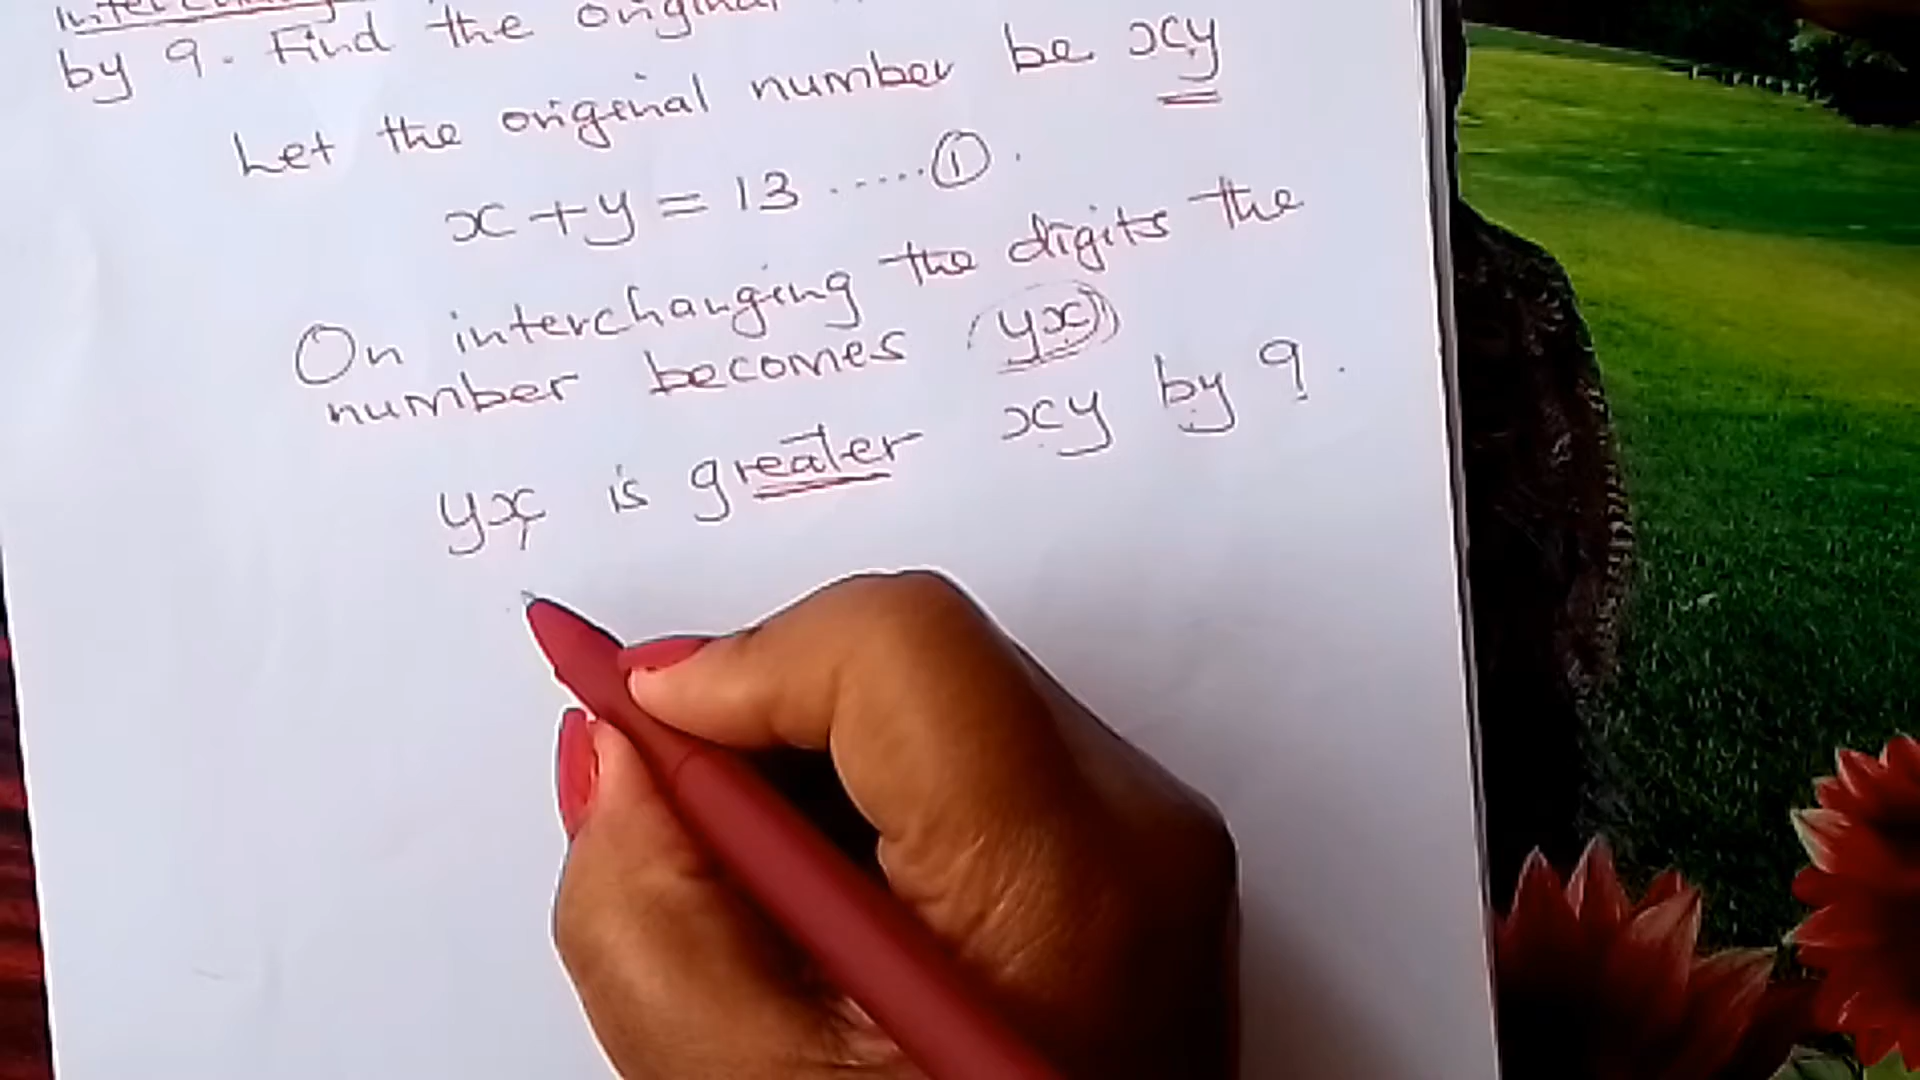 by 9. Find the original
Let the original number be xy
x + y = 13 ..... ①.
On interchanging the digits the
number becomes (yx)
yx is greater xy by 9.